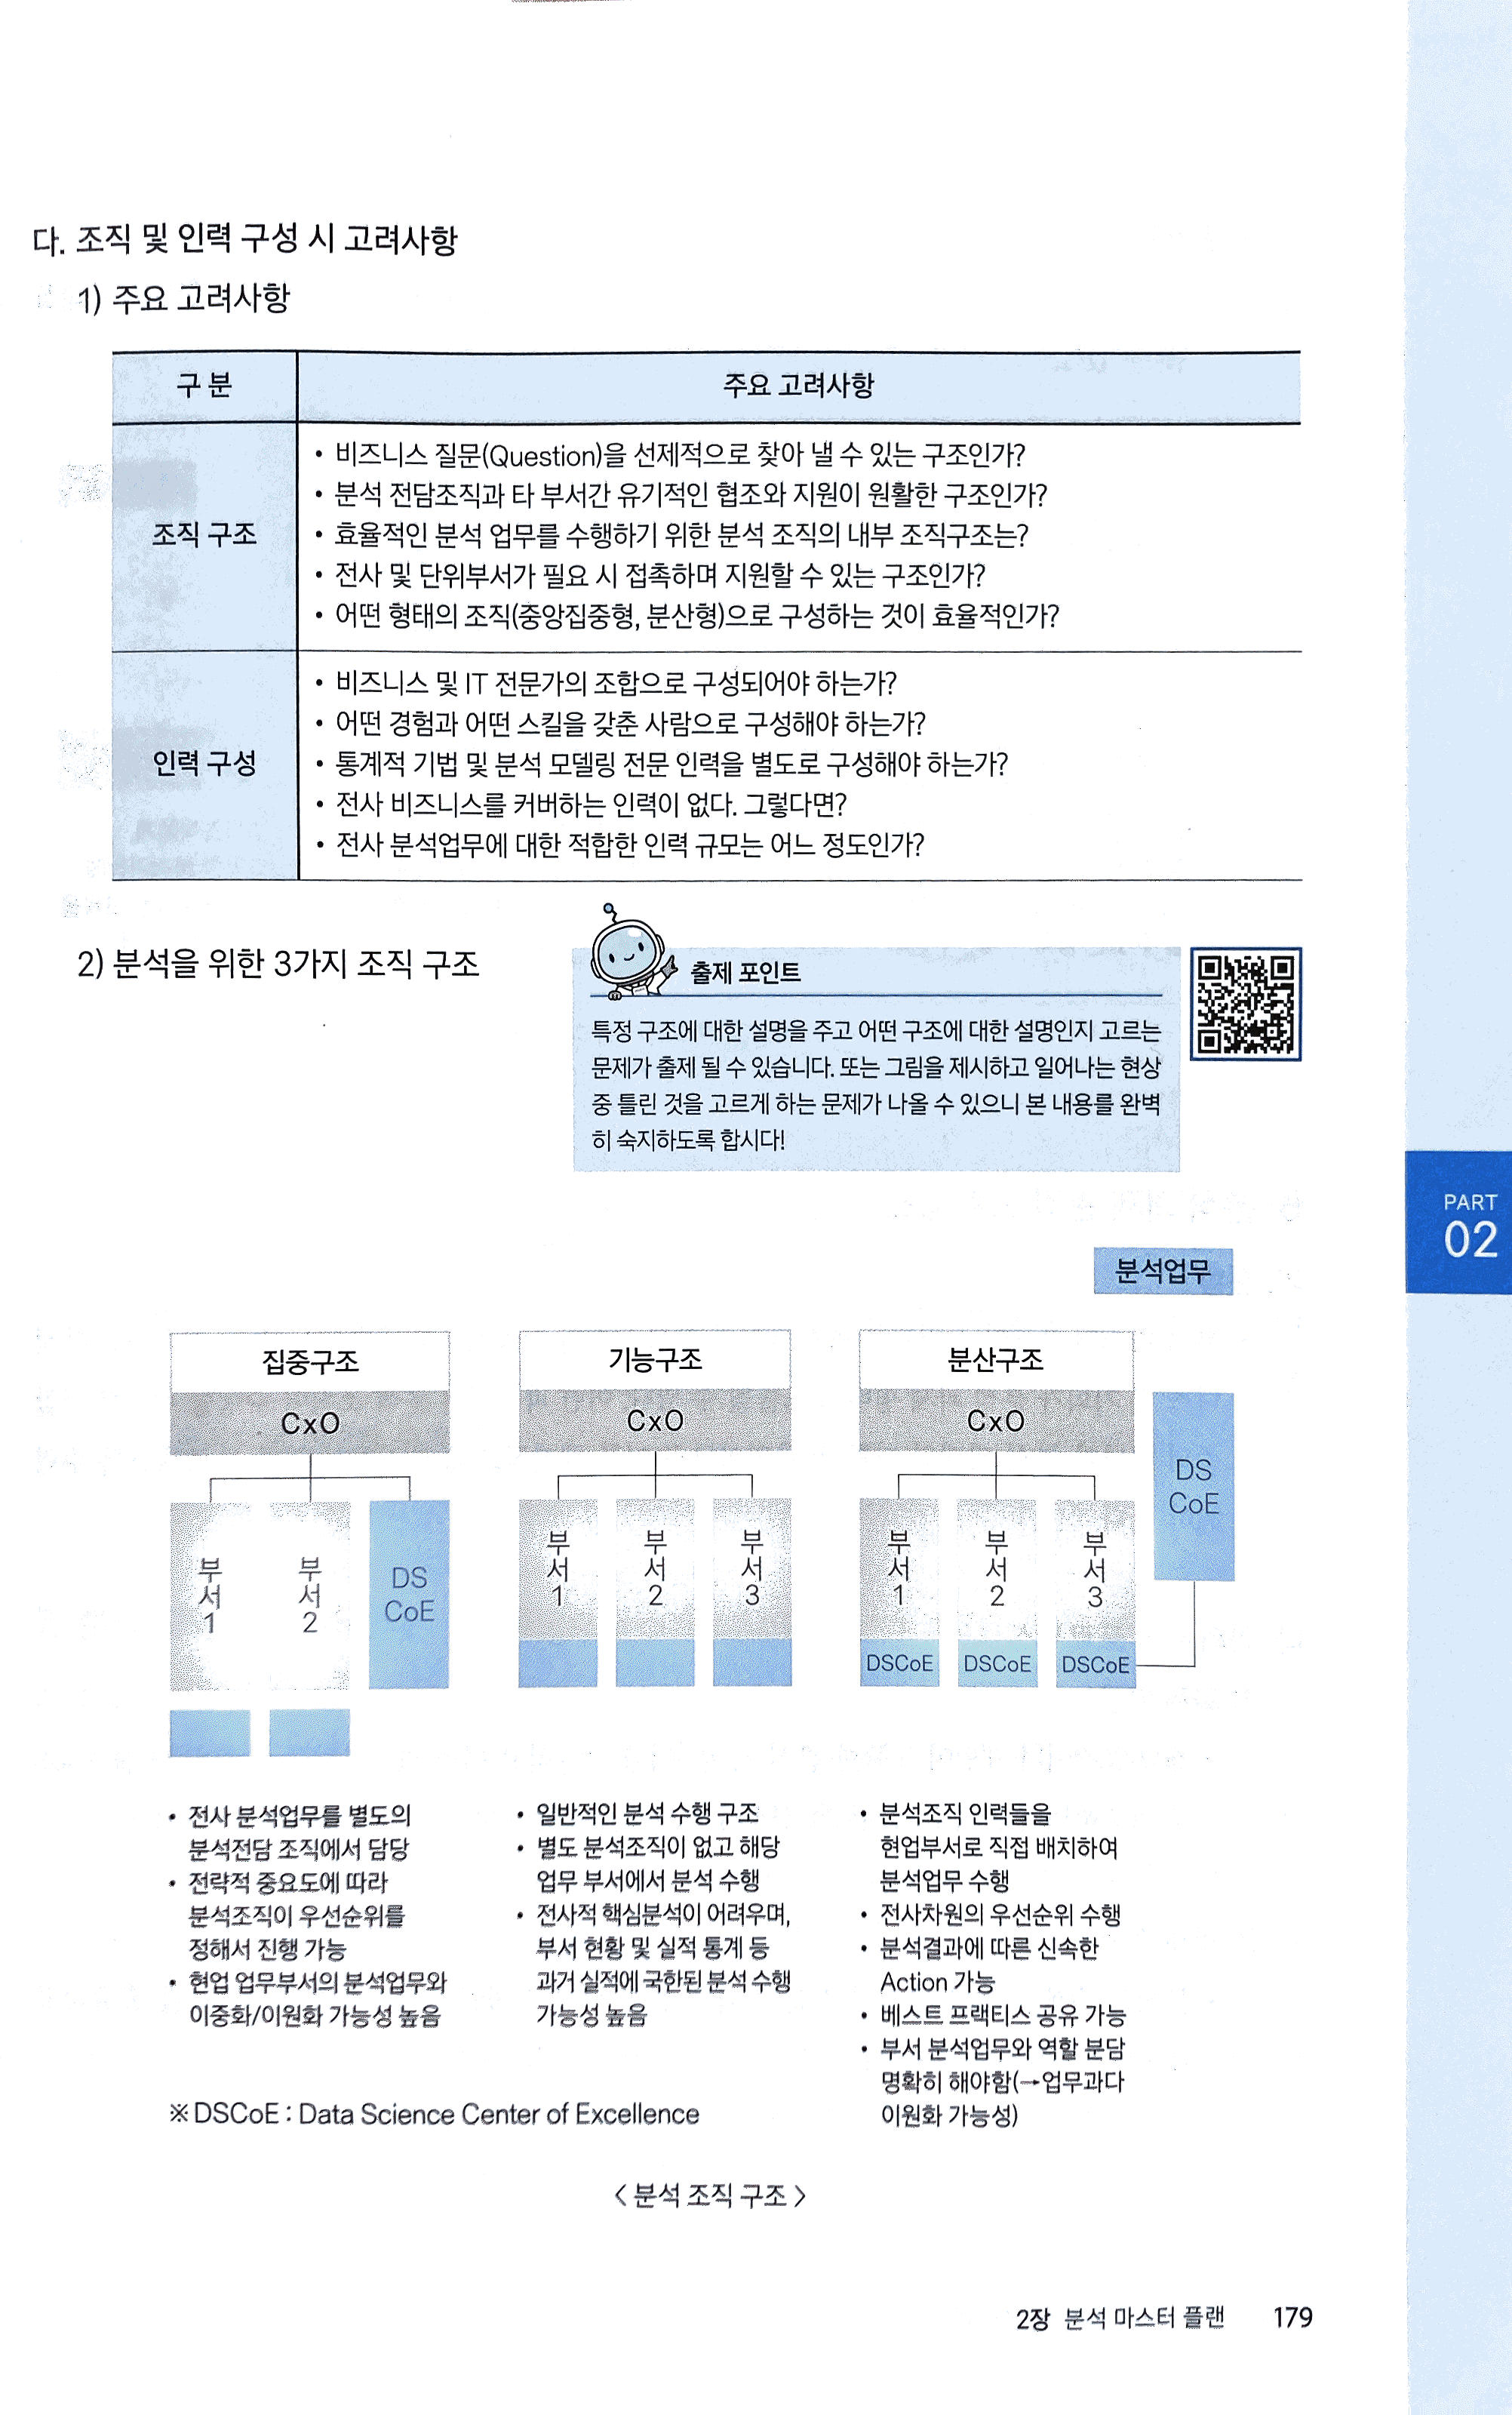 다. 조직 및 인력 구성 시 고려사항
1) 주요 고려사항
구 분
주요 고려사항
조직 구조
• 비즈니스 질문(Question)을 선제적으로 찾아 낼 수 있는 구조인가?
• 분석 전담조직과 타 부서간 유기적인 협조와 지원이 원활한 구조인가?
• 효율적인 분석 업무를 수행하기 위한 분석 조직의 내부 조직구조는?
• 전사 및 단위부서가 필요 시 접촉하며 지원할 수 있는 구조인가?
• 어떤 형태의 조직(중앙집중형, 분산형)으로 구성하는 것이 효율적인가?
인력 구성
• 비즈니스 및 IT 전문가의 조합으로 구성되어야 하는가?
• 어떤 경험과 어떤 스킬을 갖춘 사람으로 구성해야 하는가?
• 통계적 기법 및 분석 모델링 전문 인력을 별도로 구성해야 하는가?
• 전사 비즈니스를 커버하는 인력이 없다. 그렇다면?
• 전사 분석업무에 대한 적합한 인력 규모는 어느 정도인가?
2) 분석을 위한 3가지 조직 구조
출제 포인트
특정 구조에 대한 설명을 주고 어떤 구조에 대한 설명인지 고르는
문제가 출제 될 수 있습니다. 또는 그림을 제시하고 일어나는 현상
중 틀린 것을 고르게 하는 문제가 나올 수 있으니 본 내용를 완벽
히 숙지하도록 합시다!
PART
02
분석업무
집중구조
CxO
부서1
부서2
DS
CoE
기능구조
CxO
부서1
부서2
부서3
분산구조
CxO
부서1
부서2
부서3
DSCoE
DSCoE
DSCoE
DS
CoE
• 전사 분석업무를 별도의
분석전담 조직에서 담당
• 전략적 중요도에 따라
분석조직이 우선순위를
정해서 진행 가능
• 현업 업무부서의 분석업무와
이중화/이원화 가능성 높음
• 일반적인 분석 수행 구조
• 별도 분석조직이 없고 해당
업무 부서에서 분석 수행
• 전사적 핵심분석이 어려우며,
부서 현황 및 실적 통계 등
과거 실적에 국한된 분석 수행
가능성 높음
• 분석조직 인력들을
현업부서로 직접 배치하여
분석업무 수행
• 전사차원의 우선순위 수행
• 분석결과에 따른 신속한
Action 가능
• 베스트 프랙티스 공유 가능
• 부서 분석업무와 역할 분담
명확히 해야함(→업무과다
이원화 가능성)
※ DSCoE : Data Science Center of Excellence
〈 분석 조직 구조 〉
2장 분석 마스터 플랜 179